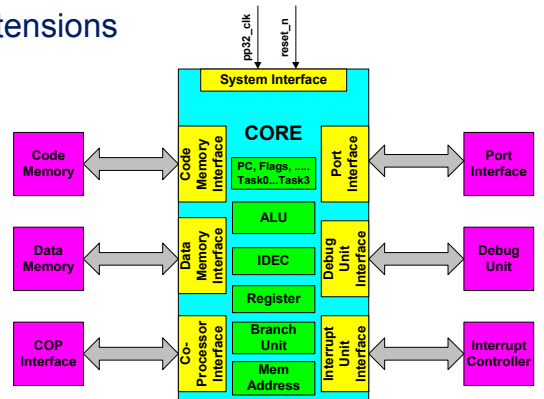 tensions
pp32_clk
reset_n
System Interface
CORE
Code
Memory
Code
Memory
Interface
PC, Flags, .....
Task0...Task3
Port
Interface
Port
Interface
ALU
Data
Memory
Data
Memory
Interface
IDEC
Debug
Unit
Interface
Debug
Unit
Register
COP
Interface
Co-
Processor
Interface
Branch
Unit
Mem
Address
Interrupt
Unit
Interface
Interrupt
Controller